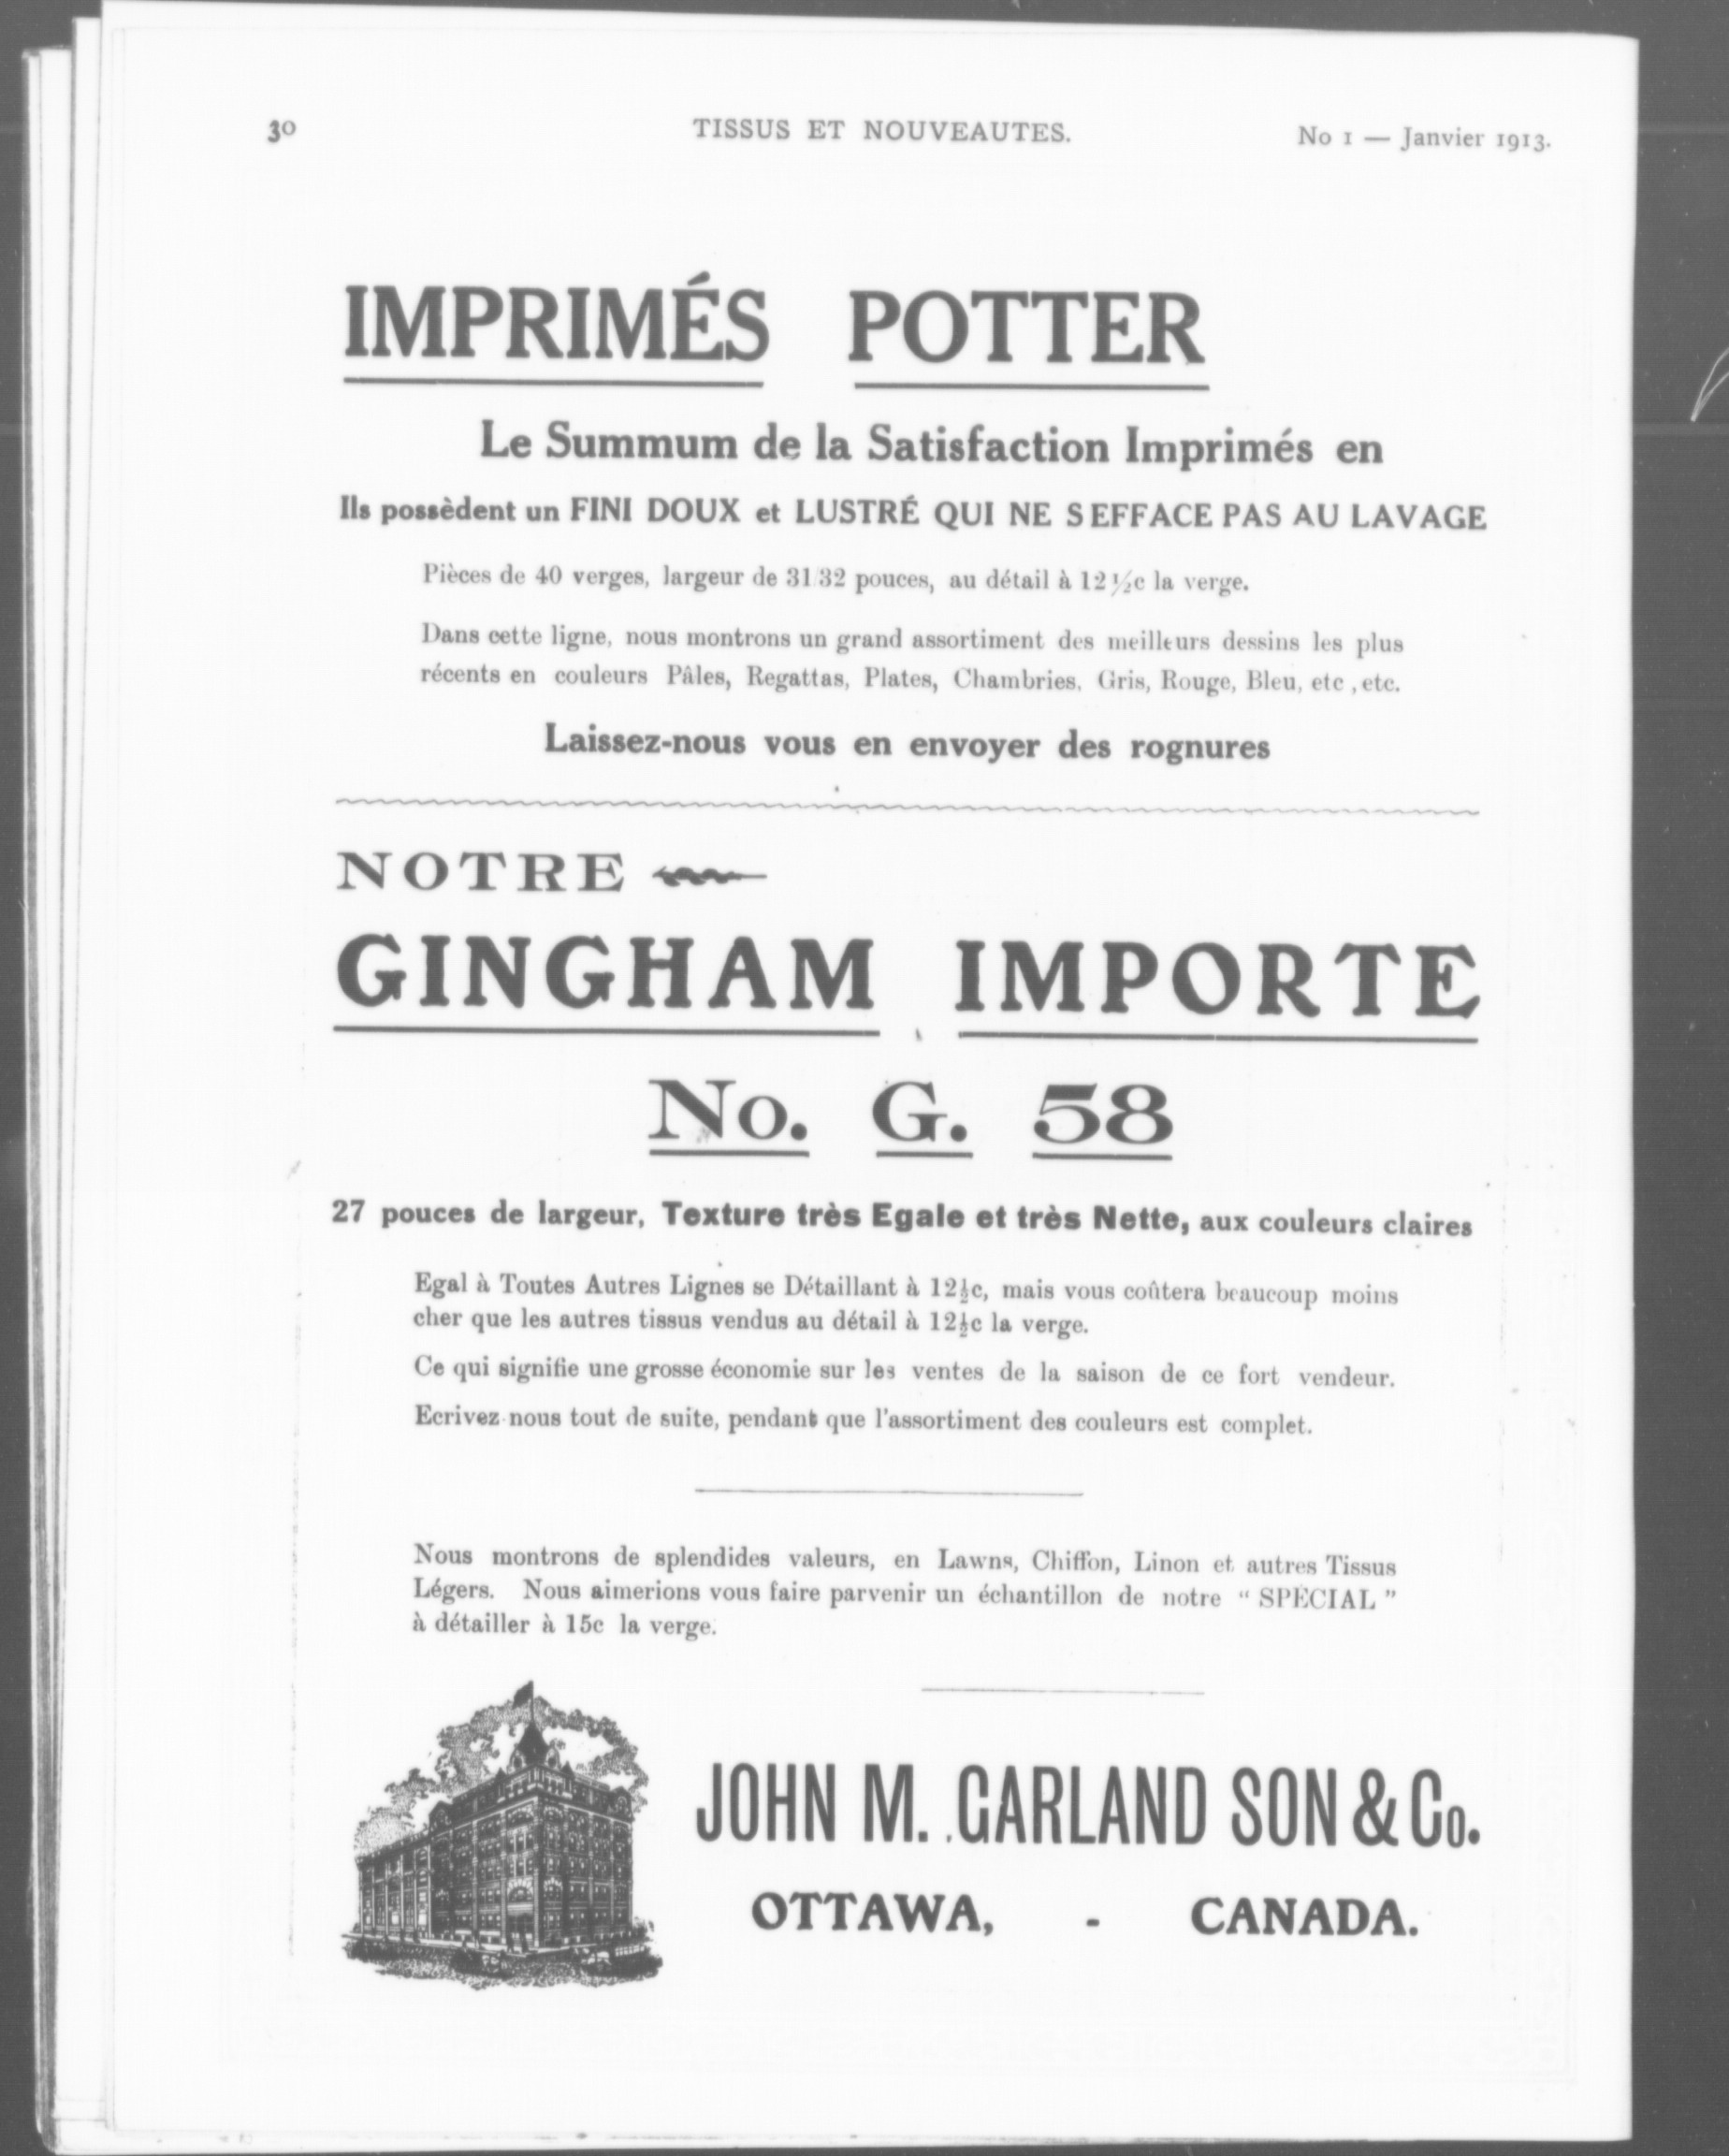 30
TISSUS ET NOUVEAUTES.
No 1 — Janvier 1913.
IMPRIMÉS POTTER
Le Summum de la Satisfaction Imprimés en
Ils possèdent un FINI DOUX et LUSTRÉ QUI NE S EFFACE PAS AU LAVAGE
Pièces de 40 verges, largeur de 31/32 pouces, au détail à 12½c la verge.
Dans cette ligne, nous montrons un grand assortiment des meilleurs dessins les plus
récents en couleurs Pâles, Regattas, Plates, Chambries, Gris, Rouge, Bleu, etc , etc.
Laissez-nous vous en envoyer des rognures
NOTRE
GINGHAM IMPORTE
No. G. 58
27 pouces de largeur, Texture très Egale et très Nette, aux couleurs claires
Egal à Toutes Autres Lignes se Détaillant à 12½c, mais vous coûtera beaucoup moins
cher que les autres tissus vendus au détail à 12½c la verge.
Ce qui signifie une grosse économie sur les ventes de la saison de ce fort vendeur.
Ecrivez-nous tout de suite, pendant que l'assortiment des couleurs est complet.
Nous montrons de splendides valeurs, en Lawns, Chiffon, Linon et autres Tissus
Légers. Nous aimerions vous faire parvenir un échantillon de notre “ SPÉCIAL ”
à détailler à 15c la verge.
JOHN M. GARLAND SON & Co.
OTTAWA, - CANADA.